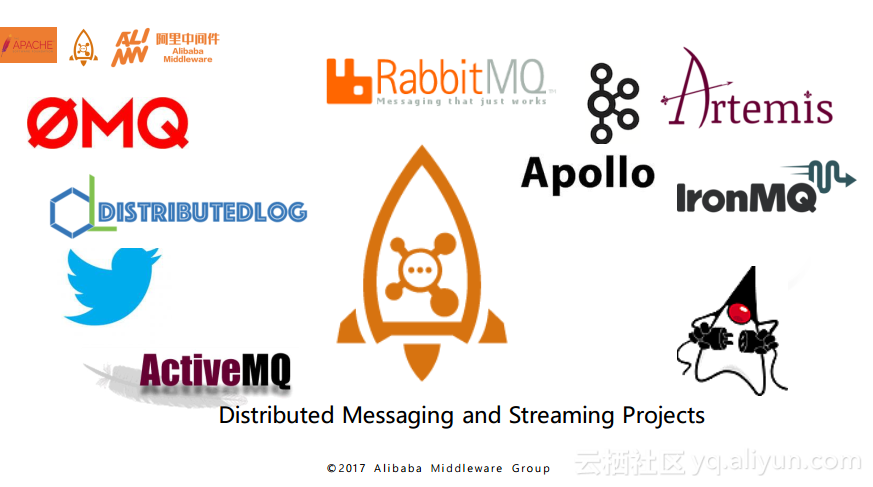 APACHE
ALI
MW
阿里中间件
Alibaba
Middleware
RabbitMQ
Messaging that just works
Artemis
ØMQ
Apollo
IronMQ
DISTRIBUTEDLOG
ActiveMQ
Distributed Messaging and Streaming Projects
©2017 Alibaba Middleware Group
云栖社区 yq.aliyun.com